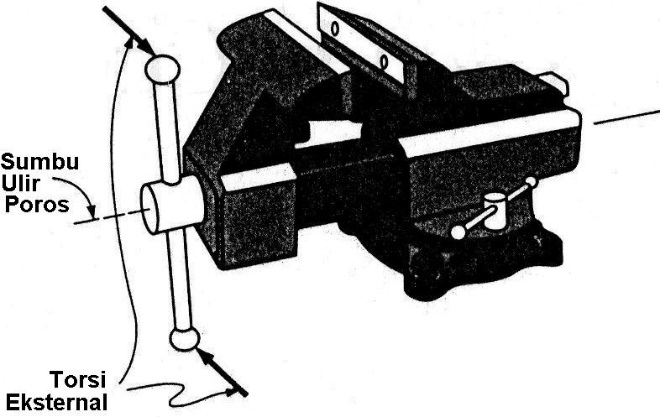 Sumbu
Ulir
Poros
Torsi
Eksternal